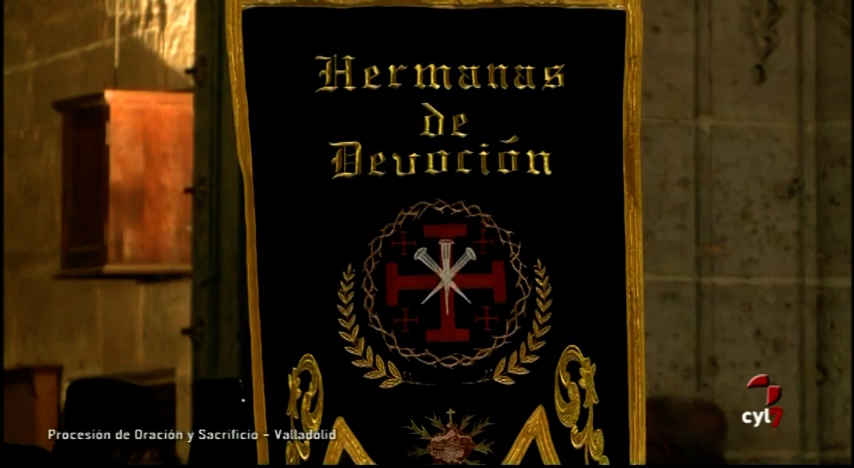 Hermanas
de
Devoción
Procesión de Oración y Sacrificio - Valladolid
cyl7